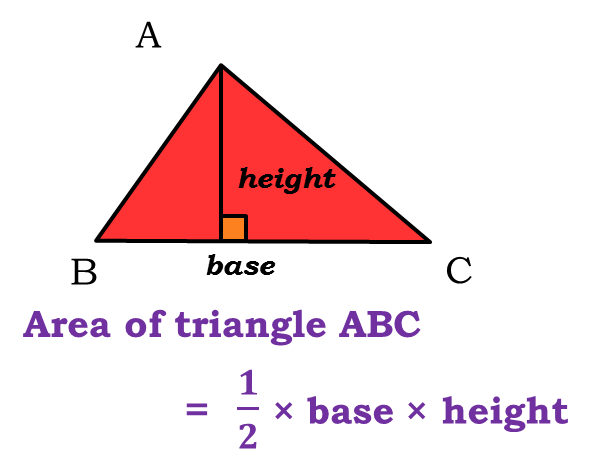 A
height
B
base
C
Area of triangle ABC
= 1/2 × base × height